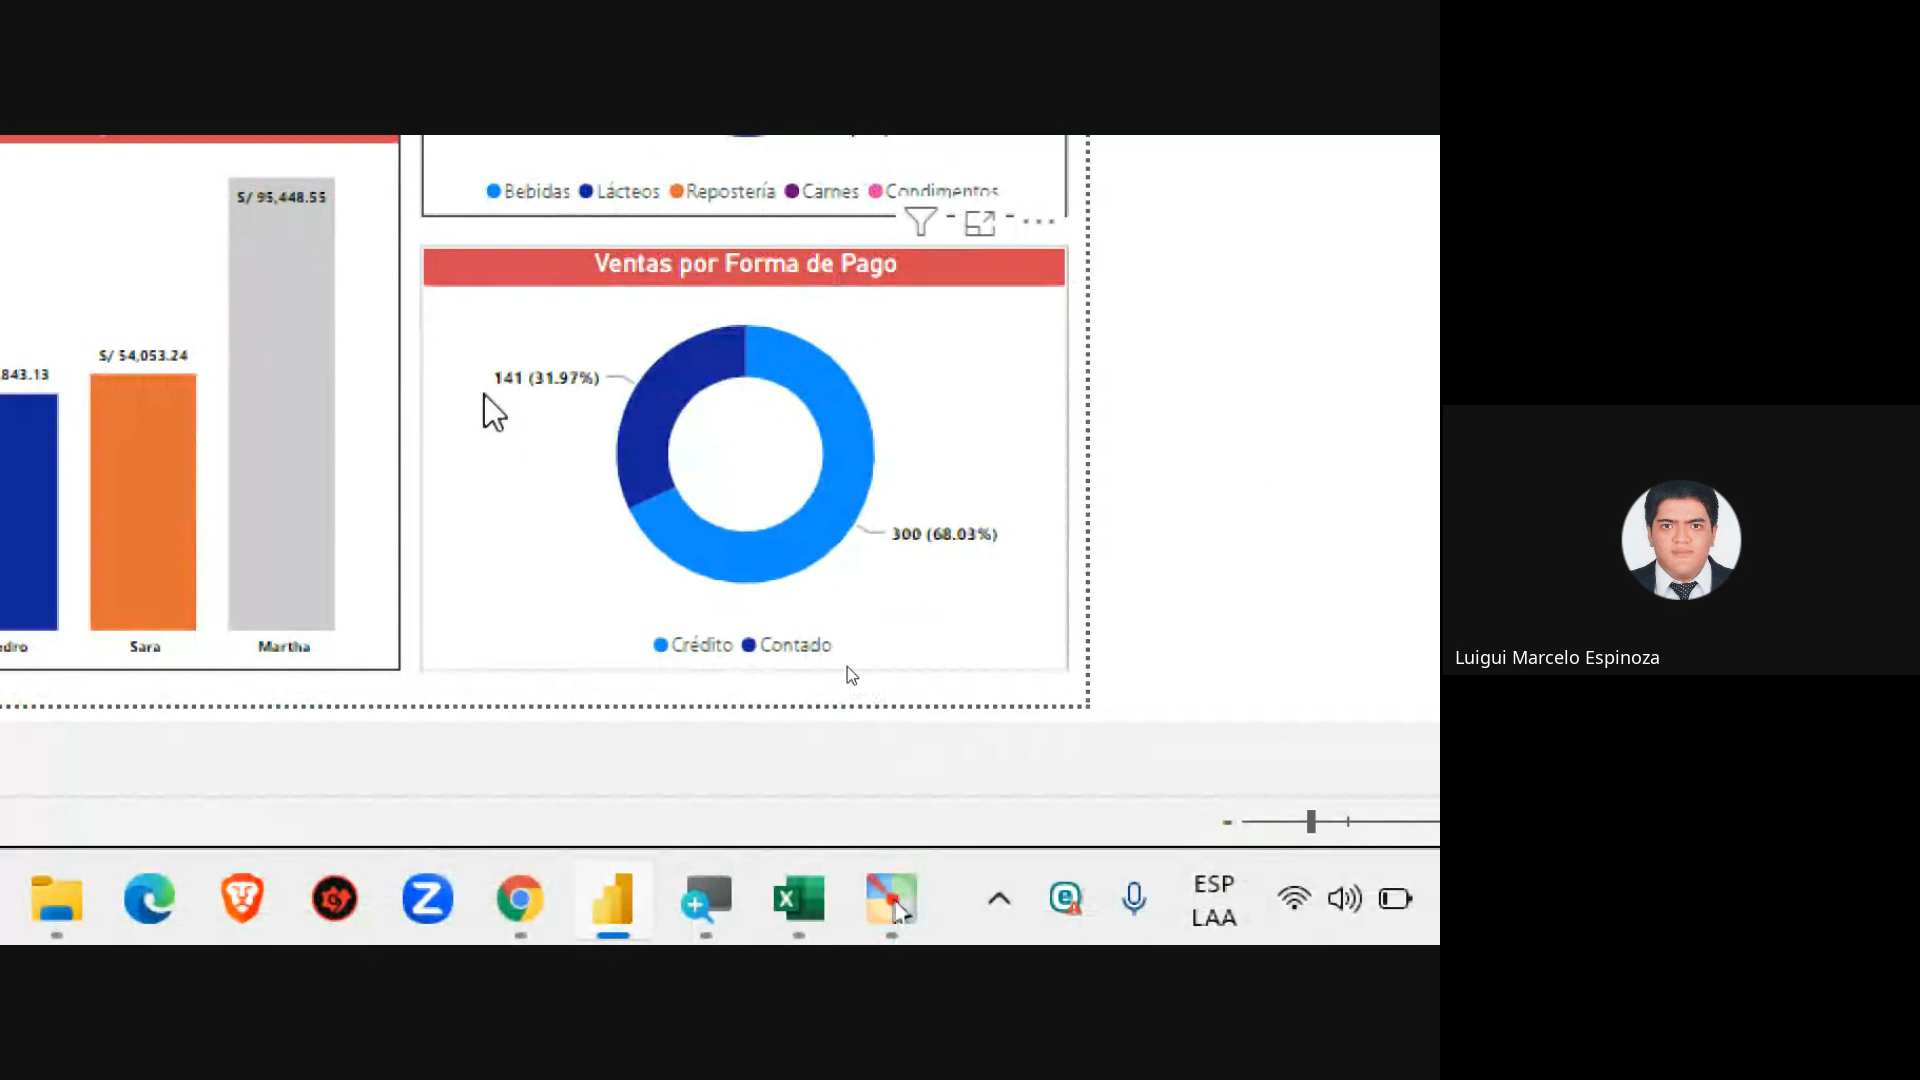 S/ 95,448.55
S/ 54,053.24
843.13
Sara
Martha
Bebidas Lácteos Repostería Carnes Condimentos
Ventas por Forma de Pago
141 (31.97%)
300 (68.03%)
Crédito Contado
ESP
LAA
Luigui Marcelo Espinoza